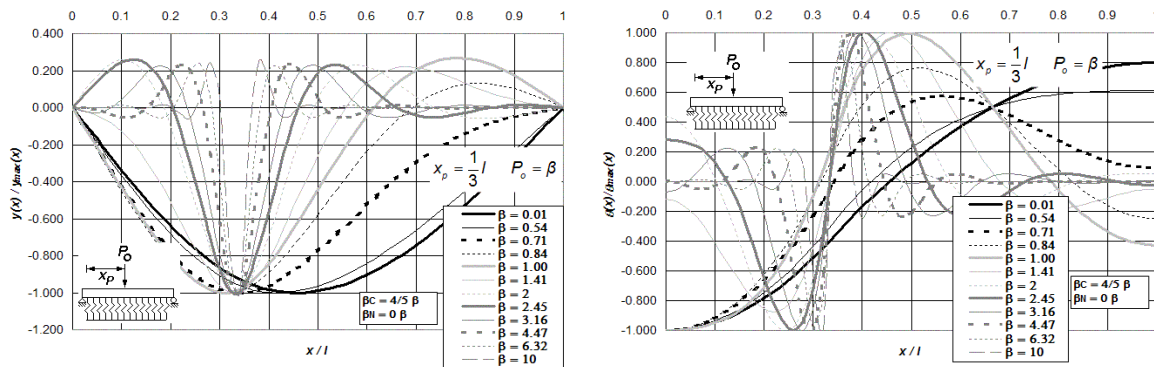 0 0.1 0.2 0.3 0.4 0.5 0.6 0.7 0.8 0.9 1
0.400
0.200
0.000
-0.200
-0.400
-0.600
-0.800
-1.000
-1.200
y(x) / ymax(x)
x / l
Po
xP
xp = 1/3 l Po = β
βC = 4/5 β
βN = 0 β
β = 0.01
β = 0.54
β = 0.71
β = 0.84
β = 1.00
β = 1.41
β = 2
β = 2.45
β = 3.16
β = 4.47
β = 6.32
β = 10
0 0.1 0.2 0.3 0.4 0.5 0.6 0.7 0.8 0.9 1
1.000
0.800
0.600
0.400
0.200
0.000
-0.200
-0.400
-0.600
-0.800
-1.000
x / l
Po
xP
xp = 1/3 l Po = β
βC = 4/5 β
βN = 0 β
β = 0.01
β = 0.54
β = 0.71
β = 0.84
β = 1.00
β = 1.41
β = 2
β = 2.45
β = 3.16
β = 4.47
β = 6.32
β = 10